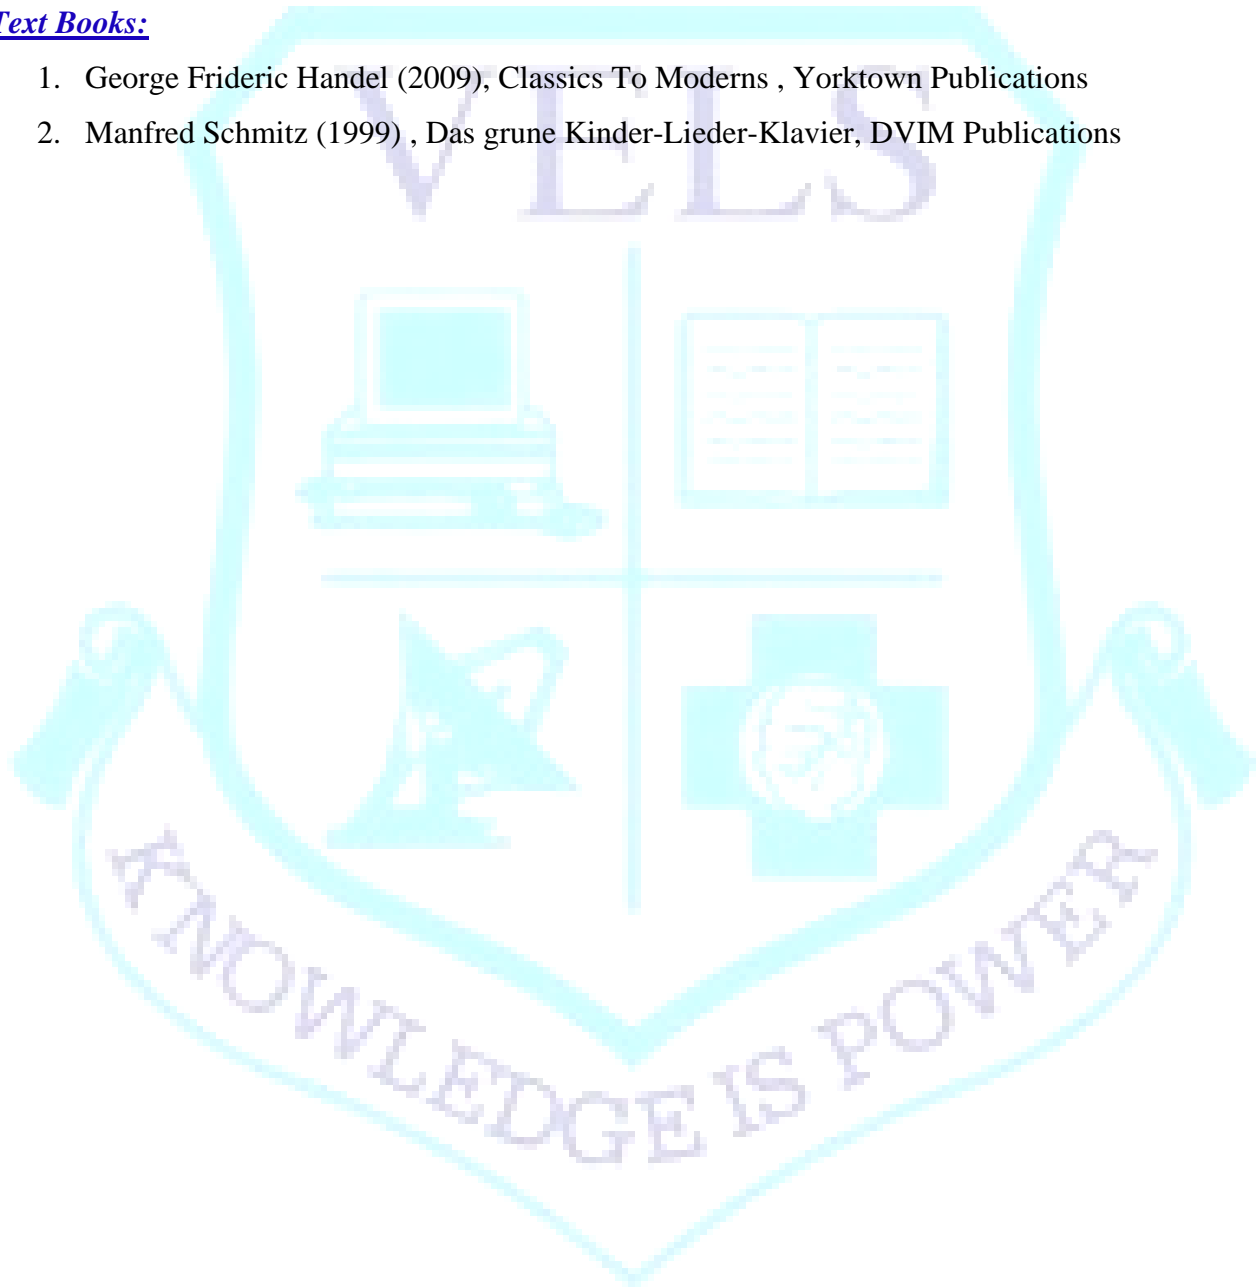 Text Books:
1. George Frideric Handel (2009), Classics To Moderns , Yorktown Publications
2. Manfred Schmitz (1999) , Das grune Kinder-Lieder-Klavier, DVIM Publications
VELS
KNOWLEDGE IS POWER